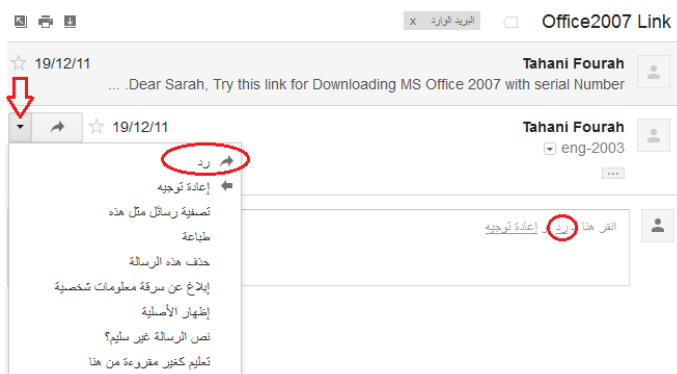 Office2007 Link
البريد الوارد x
Tahani Fourah
19/12/11
Dear Sarah, Try this link for Downloading MS Office 2007 with serial Number. ...
Tahani Fourah
19/12/11
eng-2003
...
رد
إعادة توجيه
تصفية رسائل مثل هذه
طباعة
حذف هذه الرسالة
إبلاغ عن سرقة معلومات شخصية
إظهار الأصلية
نص الرسالة غير سليم؟
تعليم كغير مقروءة من هنا
انقر هنا لـ رد و إعادة توجيه